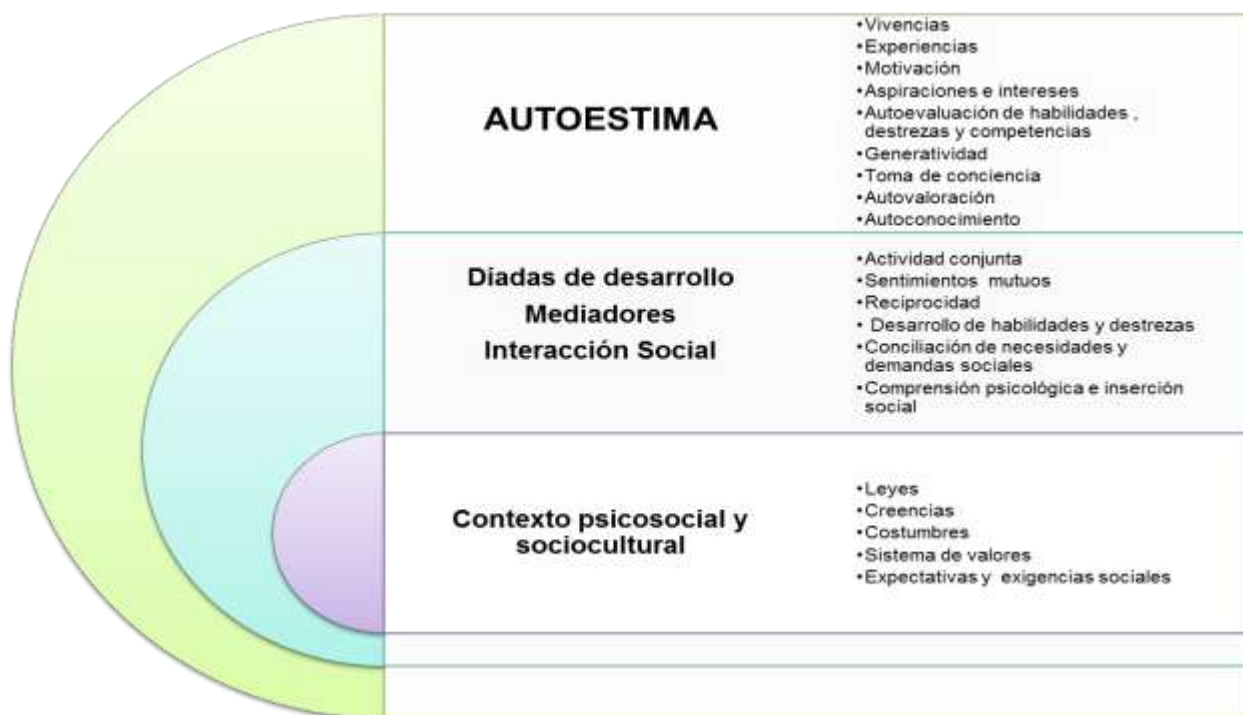 AUTOESTIMA
•Vivencias
•Experiencias
•Motivación
•Aspiraciones e intereses
•Autoevaluación de habilidades ,
destrezas y competencias
•Generatividad
•Toma de conciencia
•Autovaloración
•Autoconocimiento
Díadas de desarrollo
Mediadores
Interacción Social
•Actividad conjunta
•Sentimientos mutuos
•Reciprocidad
• Desarrollo de habilidades y destrezas
•Conciliación de necesidades y
demandas sociales
•Comprensión psicológica e inserción
social
Contexto psicosocial y
sociocultural
•Leyes
•Creencias
•Costumbres
•Sistema de valores
•Expectativas y exigencias sociales